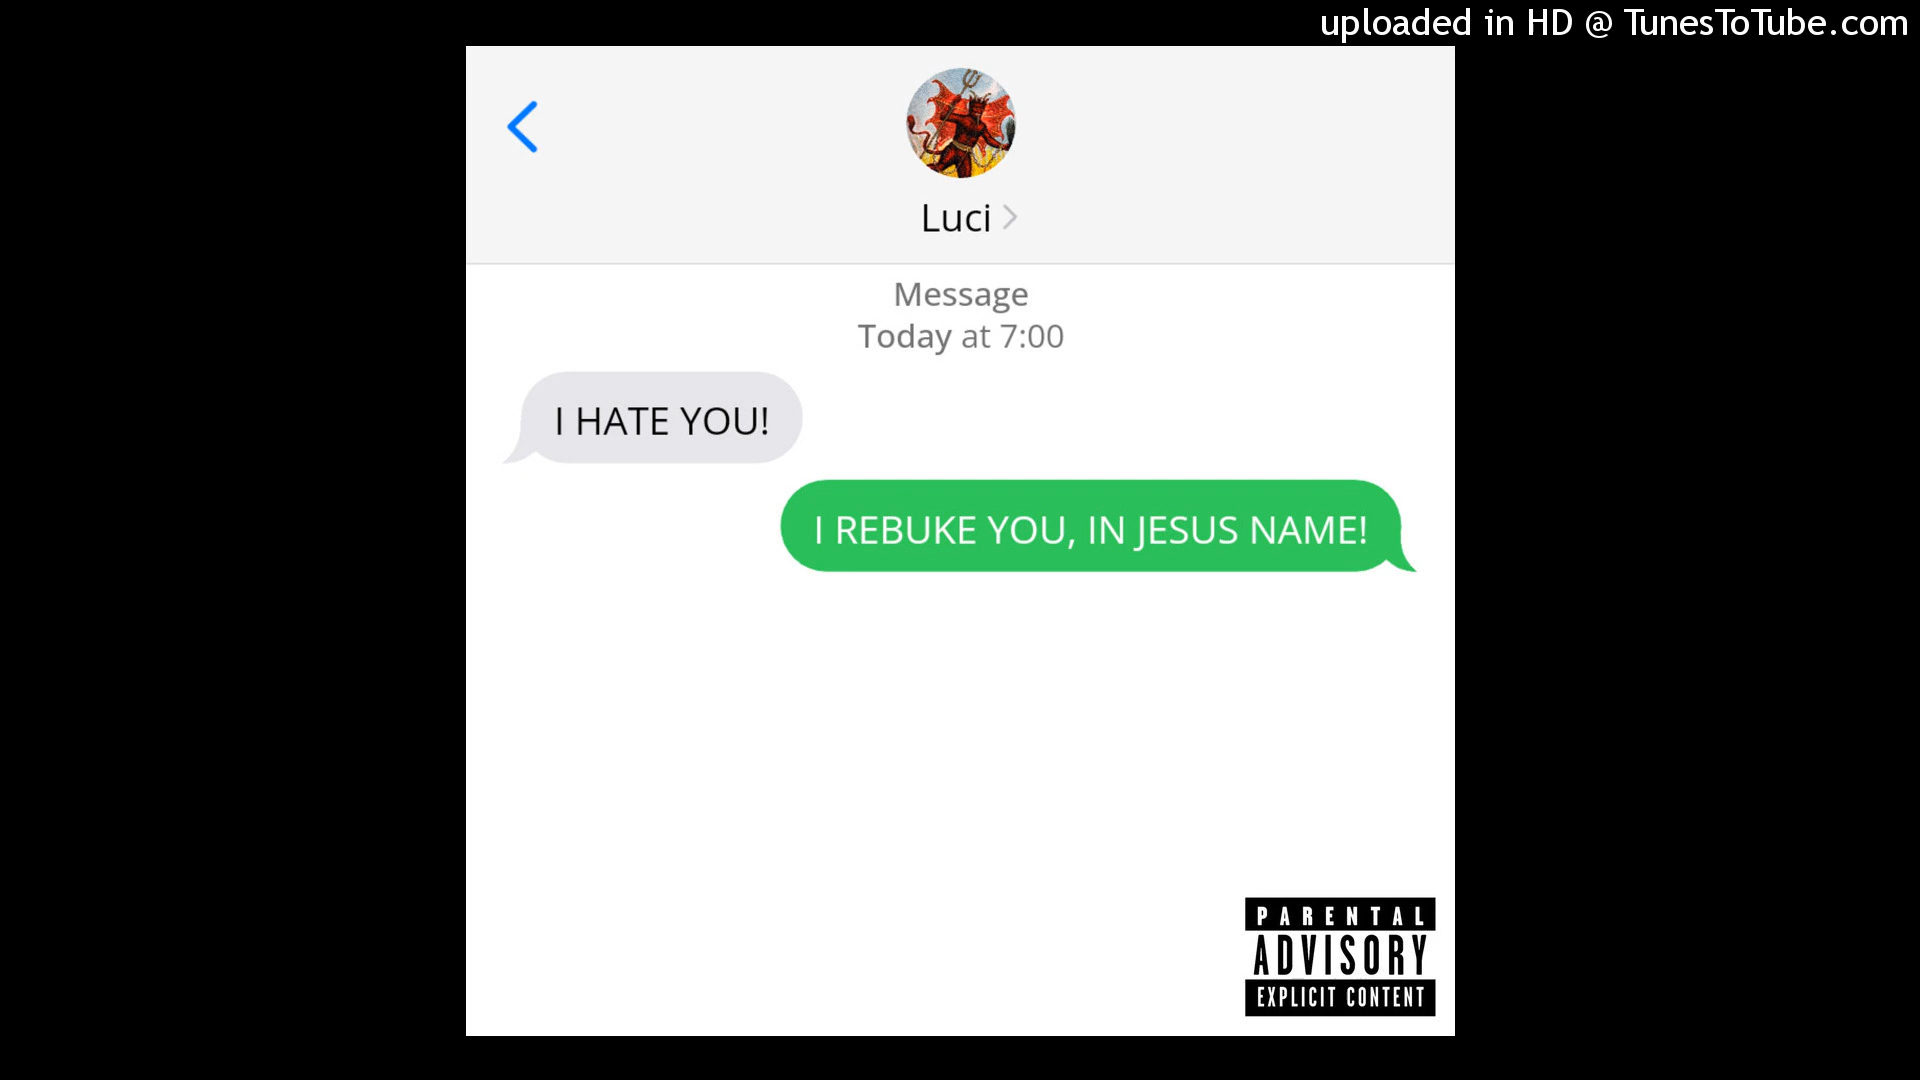 uploaded in HD @ TunesToTube.com
Luci
Message
Today at 7:00
I HATE YOU!
I REBUKE YOU, IN JESUS NAME!
PARENTAL
ADVISORY
EXPLICIT CONTENT